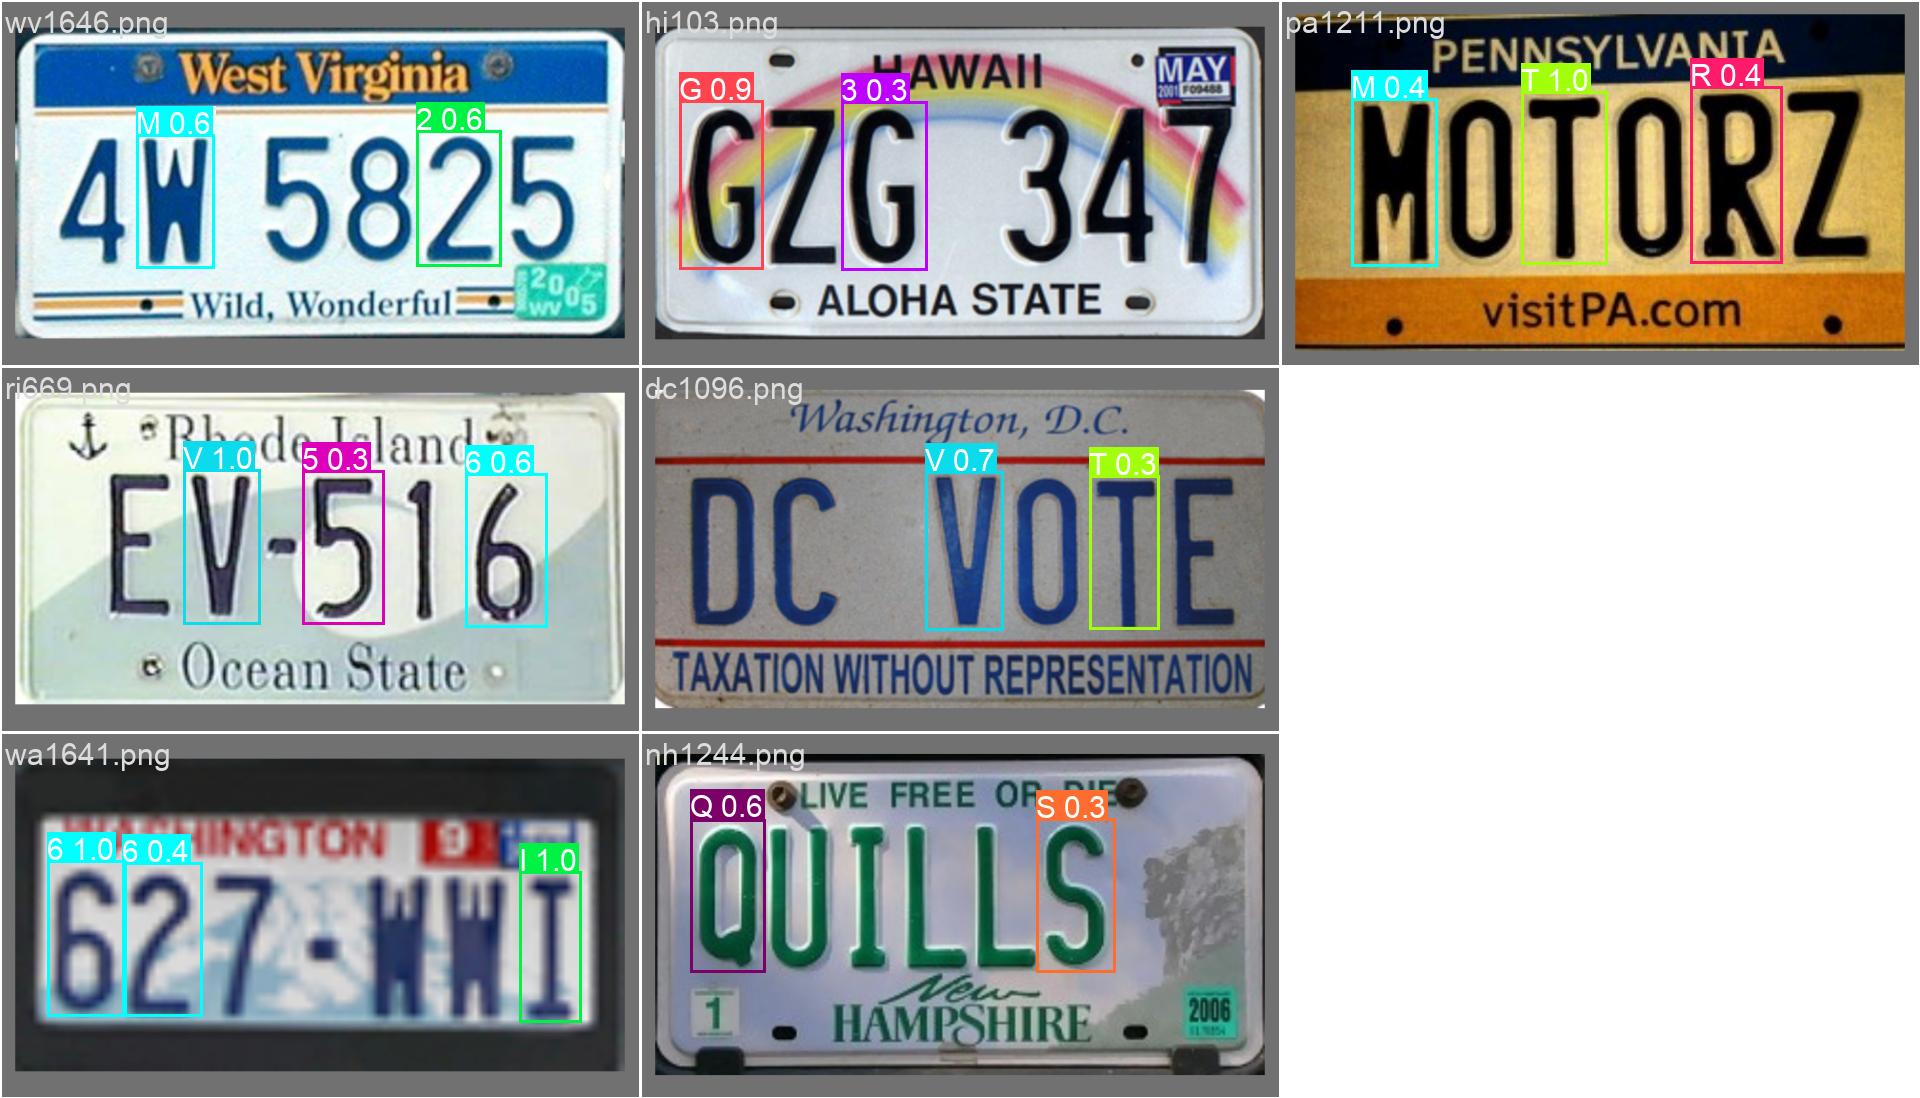 wv1646.png
West Virginia
M 0.6
2 0.6
4W 5825
Wild, Wonderful
2005
WV
hi103.png
HAWAII
MAY
2001 F09488
G 0.9
3 0.3
GZG 347
ALOHA STATE
pa1211.png
PENNSYLVANIA
M 0.4
T 1.0
R 0.4
MOTORZ
visitPA.com
ri669.png
Rhode Island
V 1.0
5 0.3
6 0.6
EV-516
Ocean State
dc1096.png
Washington, D.C.
V 0.7
T 0.3
DC VOTE
TAXATION WITHOUT REPRESENTATION
wa1641.png
WASHINGTON 9
6 1.0
6 0.4
I 1.0
627·WWI
nh1244.png
LIVE FREE OR DIE
Q 0.6
S 0.3
QUILLS
New
HAMPSHIRE
1
2006